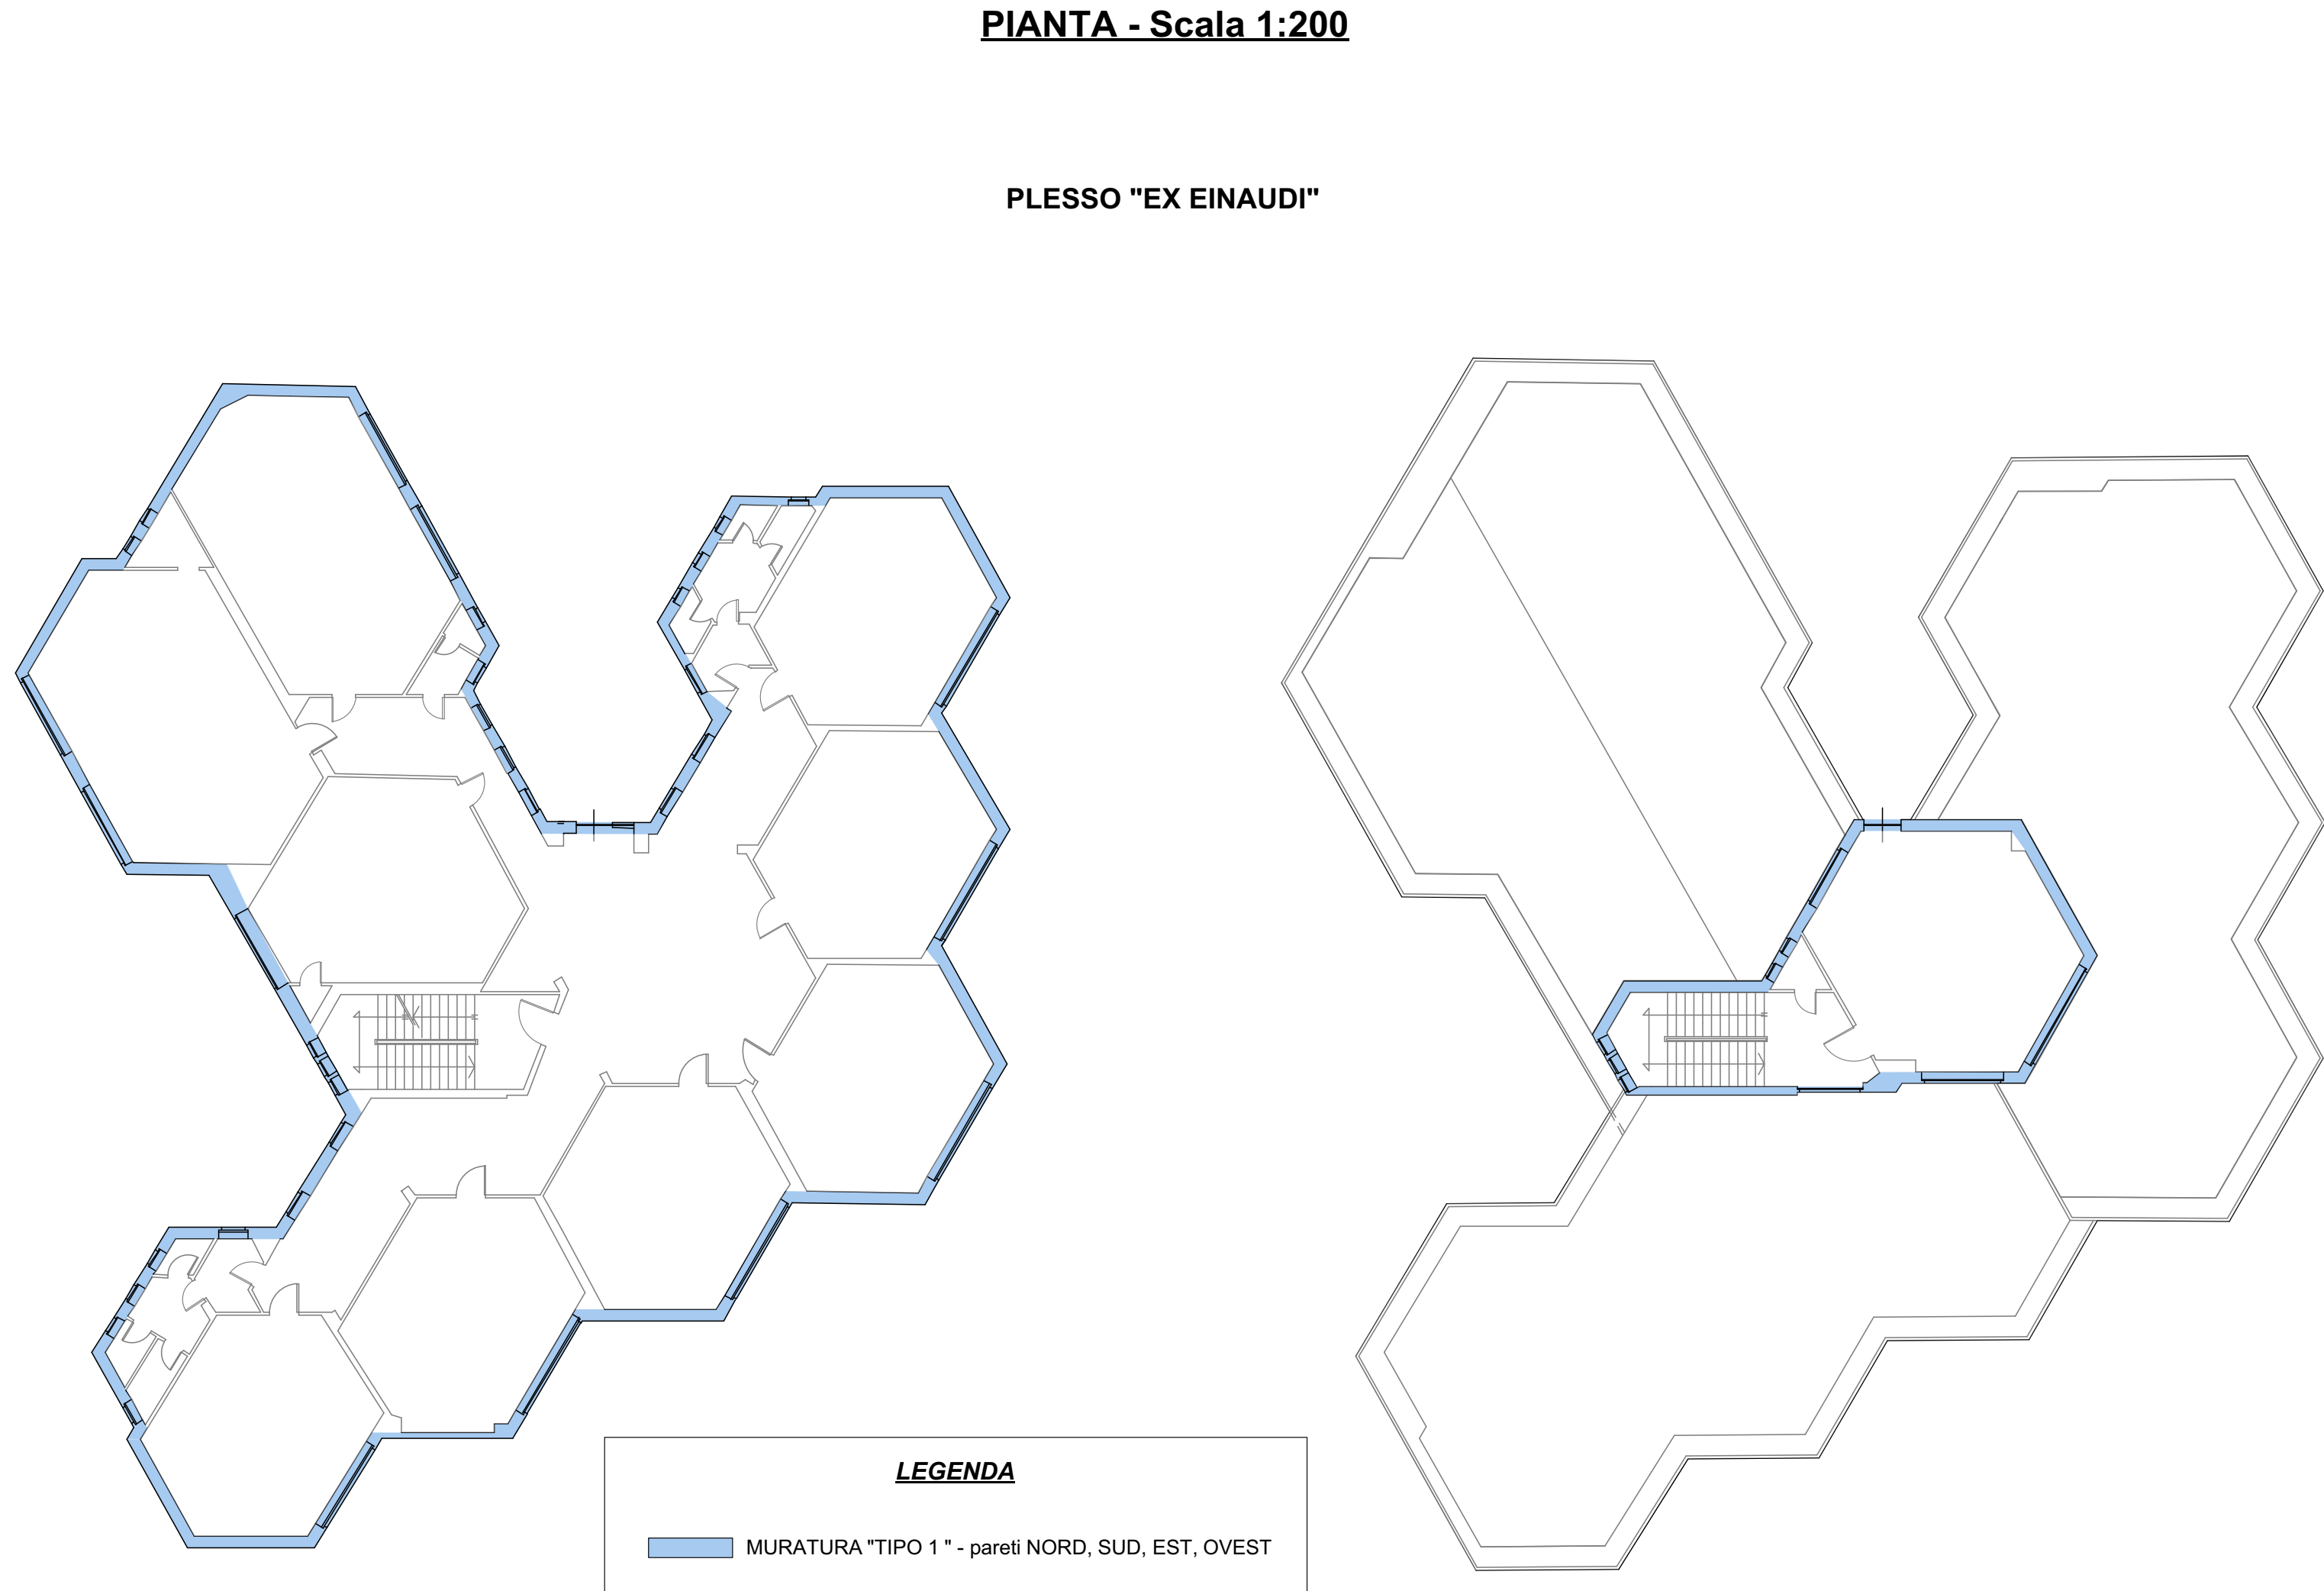 PIANTA - Scala 1:200
PLESSO "EX EINAUDI"
LEGENDA
MURATURA "TIPO 1 " - pareti NORD, SUD, EST, OVEST